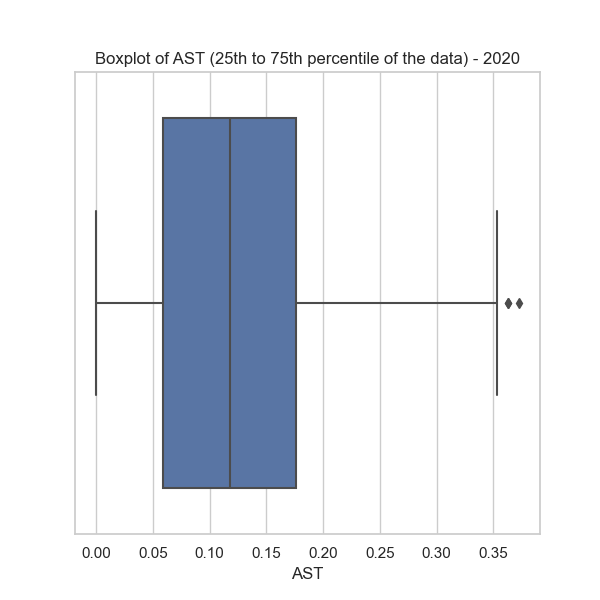 Boxplot of AST (25th to 75th percentile of the data) - 2020
0.00 0.05 0.10 0.15 0.20 0.25 0.30 0.35
AST